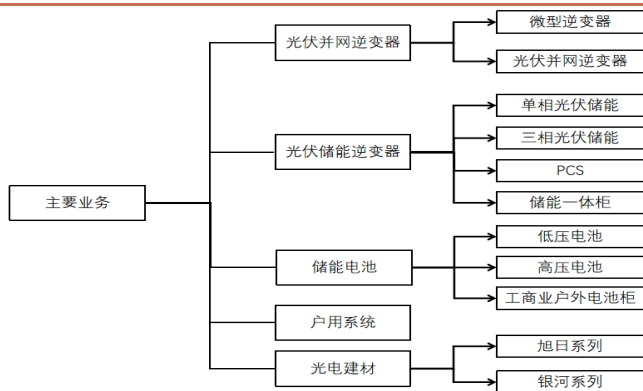 主要业务
光伏并网逆变器
微型逆变器
光伏并网逆变器
光伏储能逆变器
单相光伏储能
三相光伏储能
PCS
储能一体柜
储能电池
低压电池
高压电池
工商业户外电池柜
户用系统
光电建材
旭日系列
银河系列